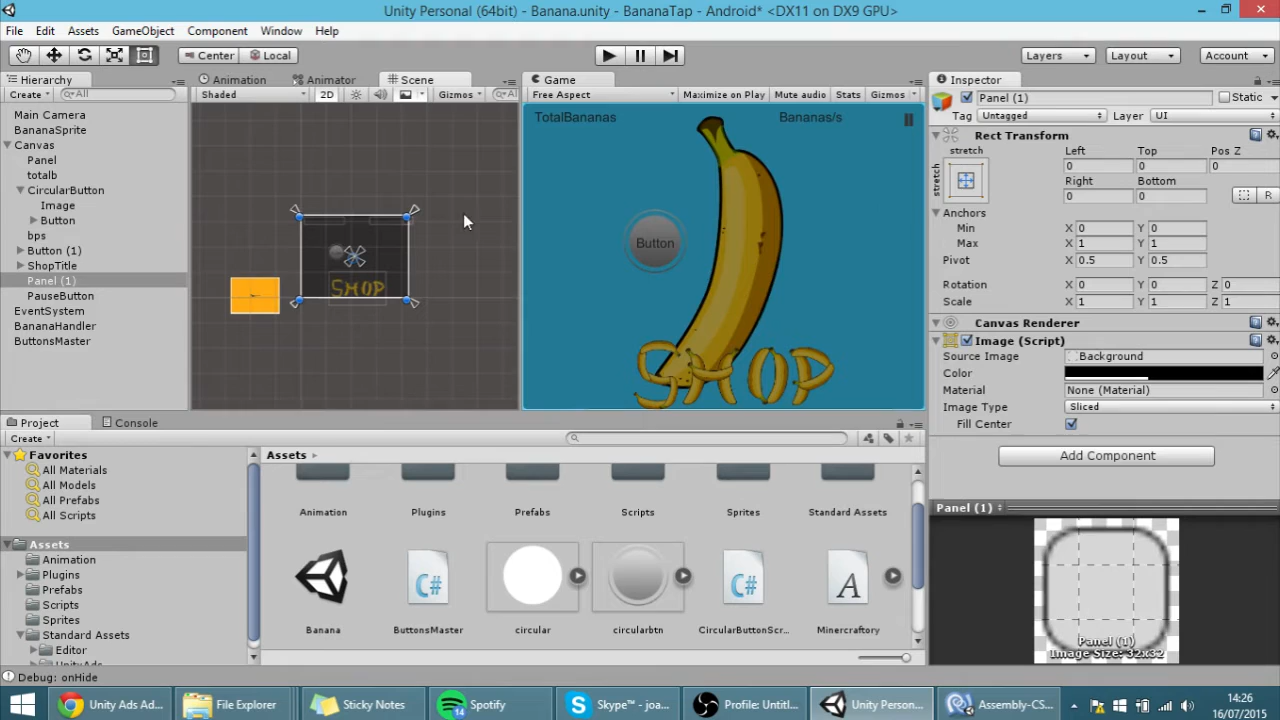 Unity Personal (64bit) - Banana.unity - BananaTap - Android* <DX11 on DX9 GPU>
File Edit Assets GameObject Component Window Help
Center Local Layers Layout Account
Hierarchy
Create All
Main Camera
BananaSprite
Canvas
Panel
totalb
CircularButton
Image
Button
bps
Button (1)
ShopTitle
Panel (1)
PauseButton
EventSystem
BananaHandler
ButtonsMaster
Animation Animator Scene
Shaded 2D Gizmos All
SHOP
Game
Free Aspect Maximize on Play Mute audio Stats Gizmos
TotalBananas Bananas/s
Button
SHOP
Inspector
Panel (1) Static
Tag Untagged Layer UI
Rect Transform
stretch Left Top Pos Z
stretch 0 0 0
Right Bottom
0 0 R
Anchors
Min X 0 Y 0
Max X 1 Y 1
Pivot X 0.5 Y 0.5
Rotation X 0 Y 0 Z 0
Scale X 1 Y 1 Z 1
Canvas Renderer
Image (Script)
Source Image Background
Color
Material None (Material)
Image Type Sliced
Fill Center
Add Component
Panel (1)
Panel (1)
Image Size: 32x32
Project Console
Create
Favorites
All Materials
All Models
All Prefabs
All Scripts
Assets
Animation
Plugins
Prefabs
Scripts
Sprites
Standard Assets
Editor
UnityAds
Assets
Animation Plugins Prefabs Scripts Sprites Standard Assets
C# C# A
Banana ButtonsMaster circular circularbtn CircularButtonScr... Minercraftory
Debug: onHide
Unity Ads Ad... File Explorer Sticky Notes 14 Spotify Skype™ - joa... Profile: Untitl... Unity Person... Assembly-CS...
14:26
16/07/2015